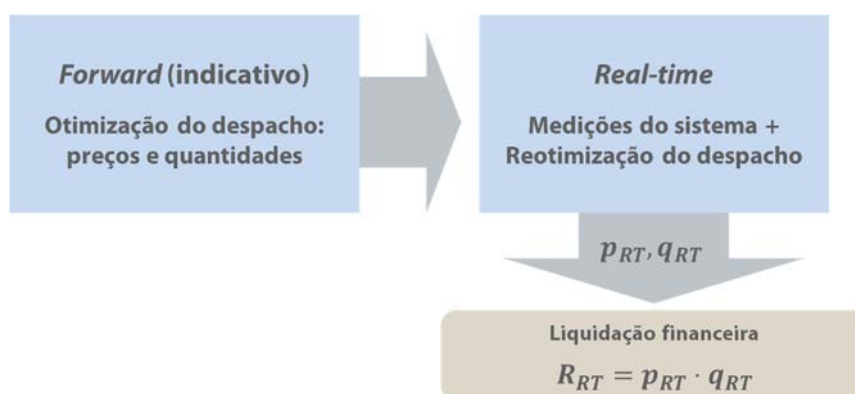 Forward (indicativo)
Otimização do despacho:
preços e quantidades
Real-time
Medições do sistema +
Reotimização do despacho
p_RT, q_RT
Liquidação financeira
R_RT = p_RT · q_RT